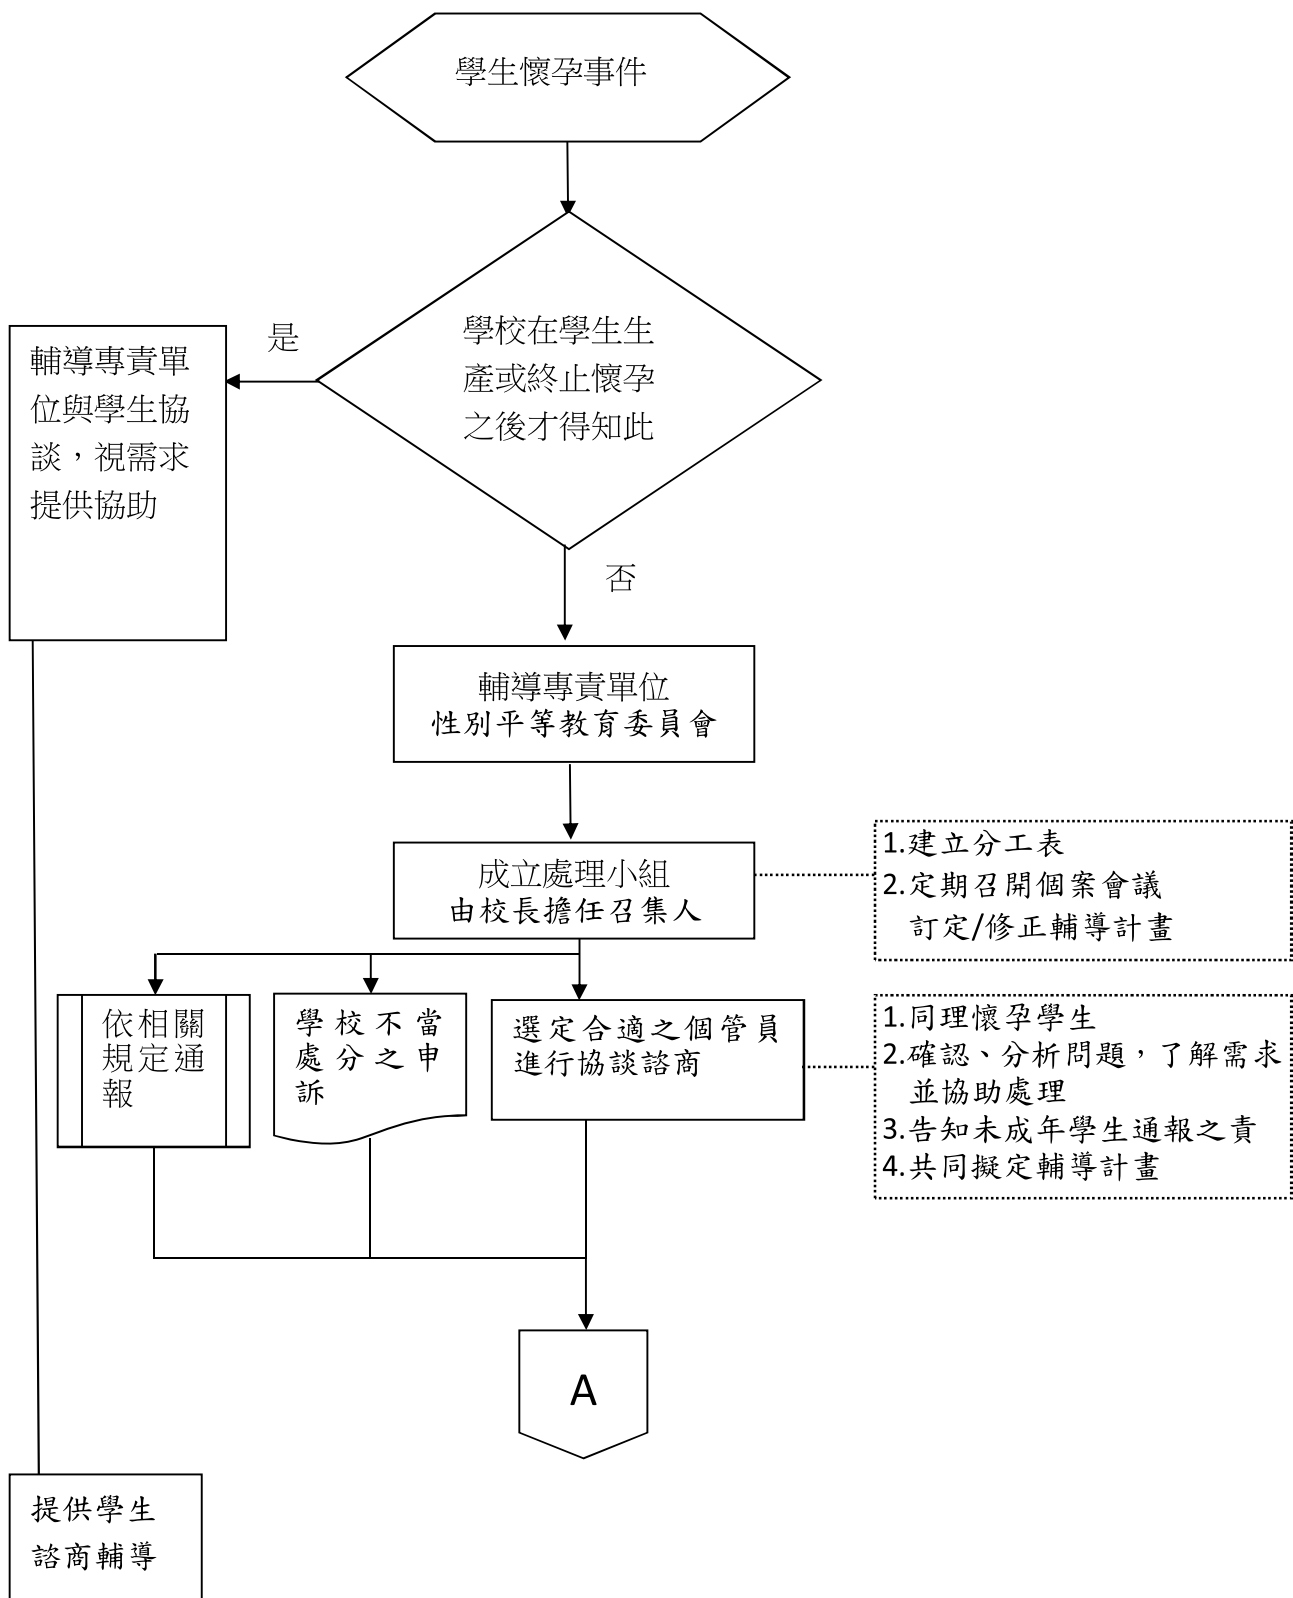 學生懷孕事件
學校在學生生
產或終止懷孕
之後才得知此
是
輔導專責單
位與學生協
談，視需求
提供協助
否
輔導專責單位
性別平等教育委員會
成立處理小組
由校長擔任召集人
1.建立分工表
2.定期召開個案會議
訂定/修正輔導計畫
依相關
規定通
報
學校不當
處分之申
訴
選定合適之個管員
進行協談諮商
1.同理懷孕學生
2.確認、分析問題，了解需求
並協助處理
3.告知未成年學生通報之責
4.共同擬定輔導計畫
A
提供學生
諮商輔導